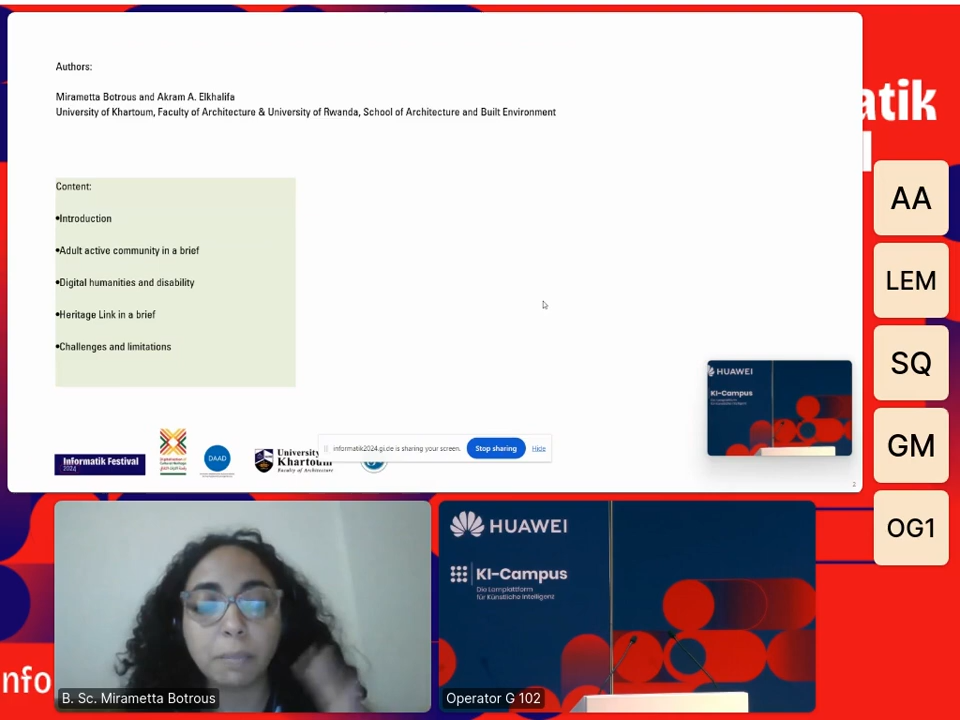 Authors:
Mirametta Botrous and Akram A. Elkhalifa
University of Khartoum, Faculty of Architecture & University of Rwanda, School of Architecture and Built Environment
Content:
•Introduction
•Adult active community in a brief
•Digital humanities and disability
•Heritage Link in a brief
•Challenges and limitations
Informatik Festival
2024
DAAD
University
Khartoum
Faculty of Architecture
informatik2024.gi.de is sharing your screen.
Stop sharing
Hide
HUAWEI
KI-Campus
2
atik
AA
LEM
SQ
GM
OG1
nfo
B. Sc. Mirametta Botrous
HUAWEI
KI-Campus
Die Lernplattform
für Künstliche Intelligenz
Operator G 102